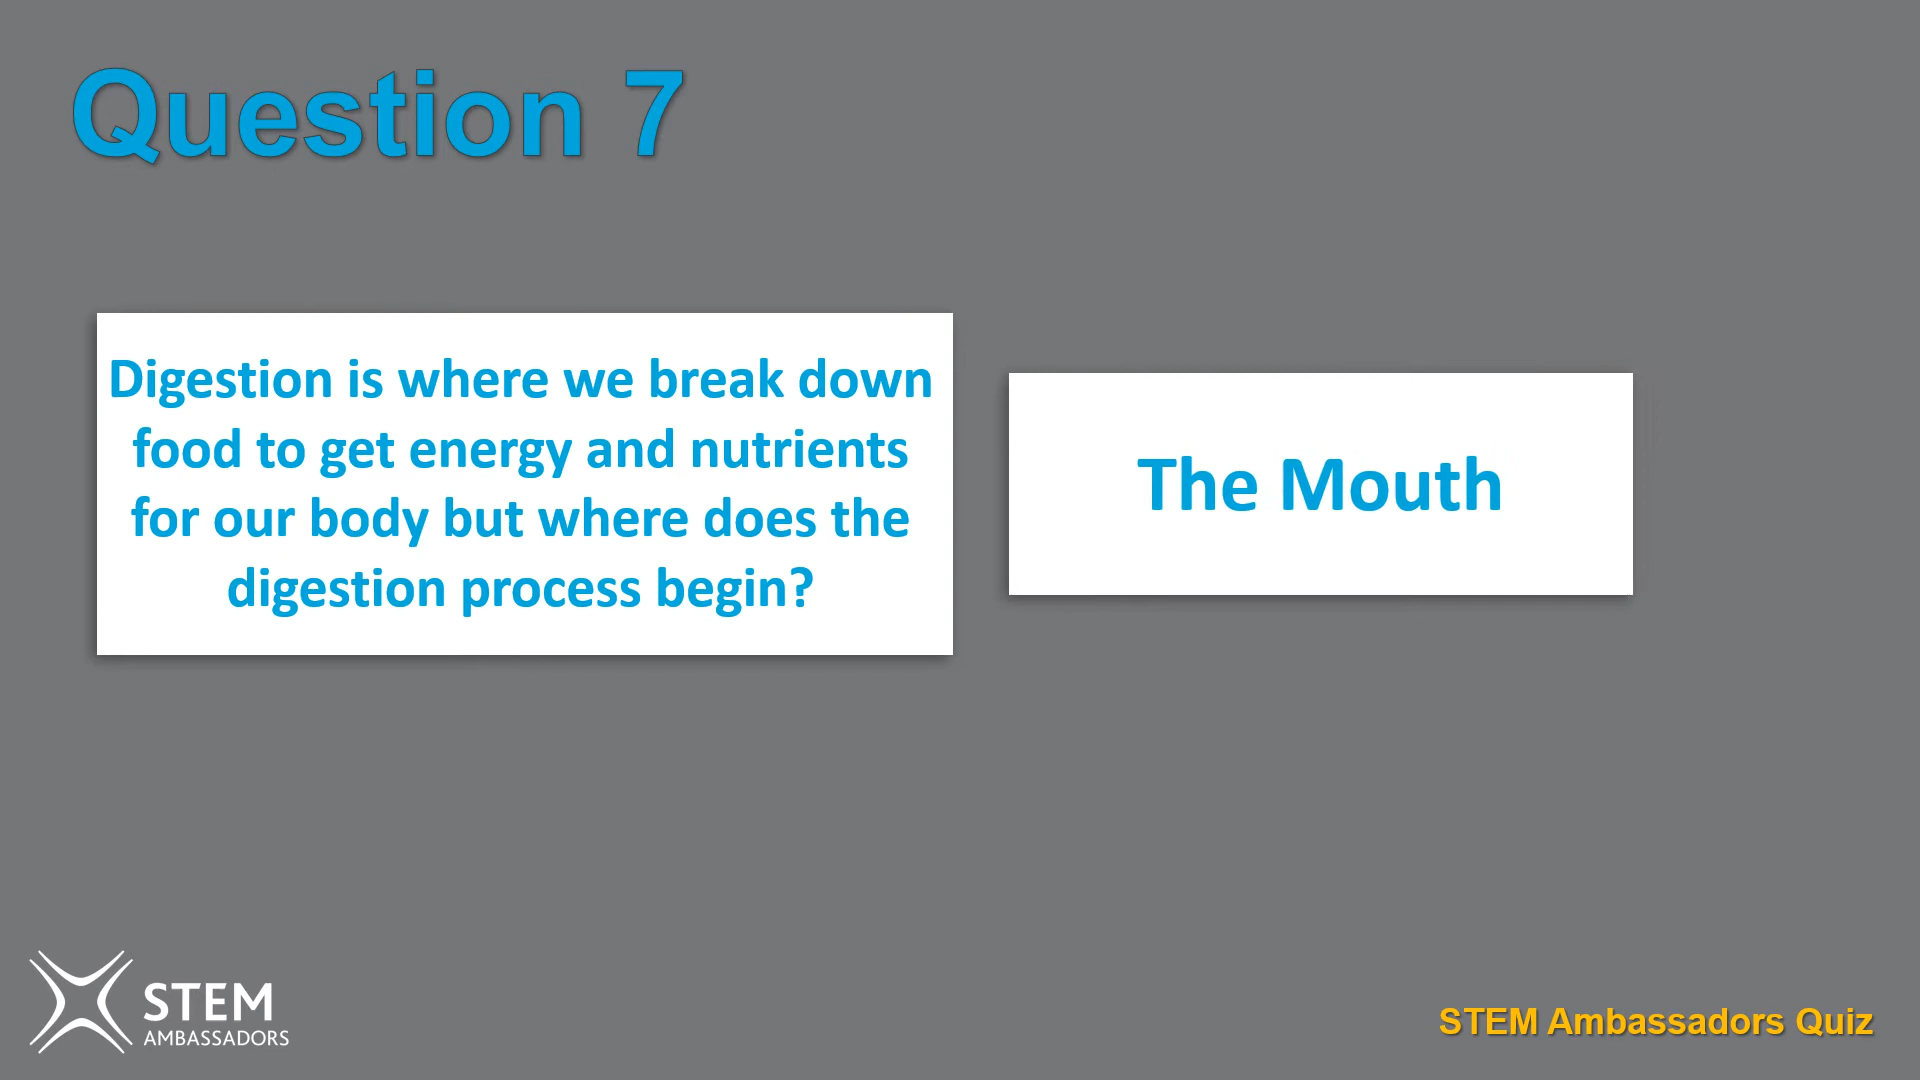 Question 7
Digestion is where we break down
food to get energy and nutrients
for our body but where does the
digestion process begin?
The Mouth
STEM
AMBASSADORS
STEM Ambassadors Quiz